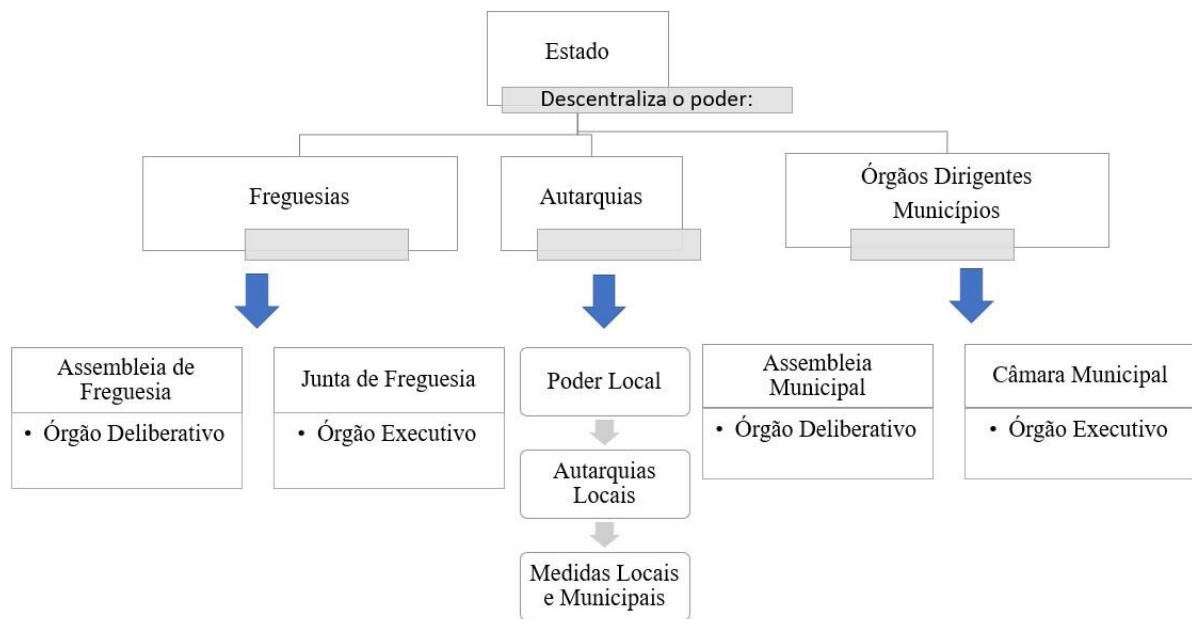 Estado
Descentraliza o poder:
Freguesias
Autarquias
Órgãos Dirigentes
Municípios
Assembleia de
Freguesia
• Órgão Deliberativo
Junta de Freguesia
• Órgão Executivo
Poder Local
Autarquias
Locais
Medidas Locais
e Municipais
Assembleia
Municipal
• Órgão Deliberativo
Câmara Municipal
• Órgão Executivo